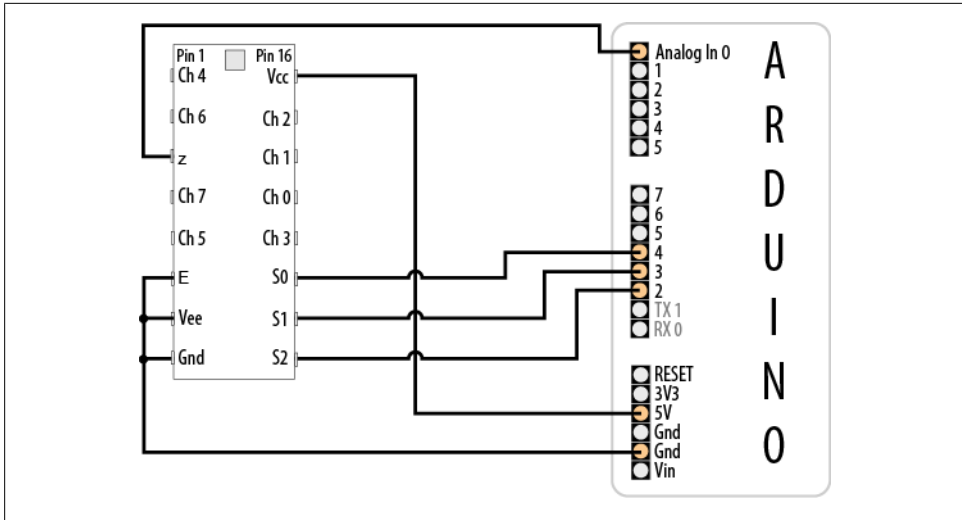 Pin 1 Pin 16
Ch 4 Vcc
Ch 6 Ch 2
z Ch 1
Ch 7 Ch 0
Ch 5 Ch 3
E S0
Vee S1
Gnd S2
Analog In 0
1
2
3
4
5
7
6
5
4
3
2
TX 1
RX 0
RESET
3V3
5V
Gnd
Gnd
Vin
ARDUINO